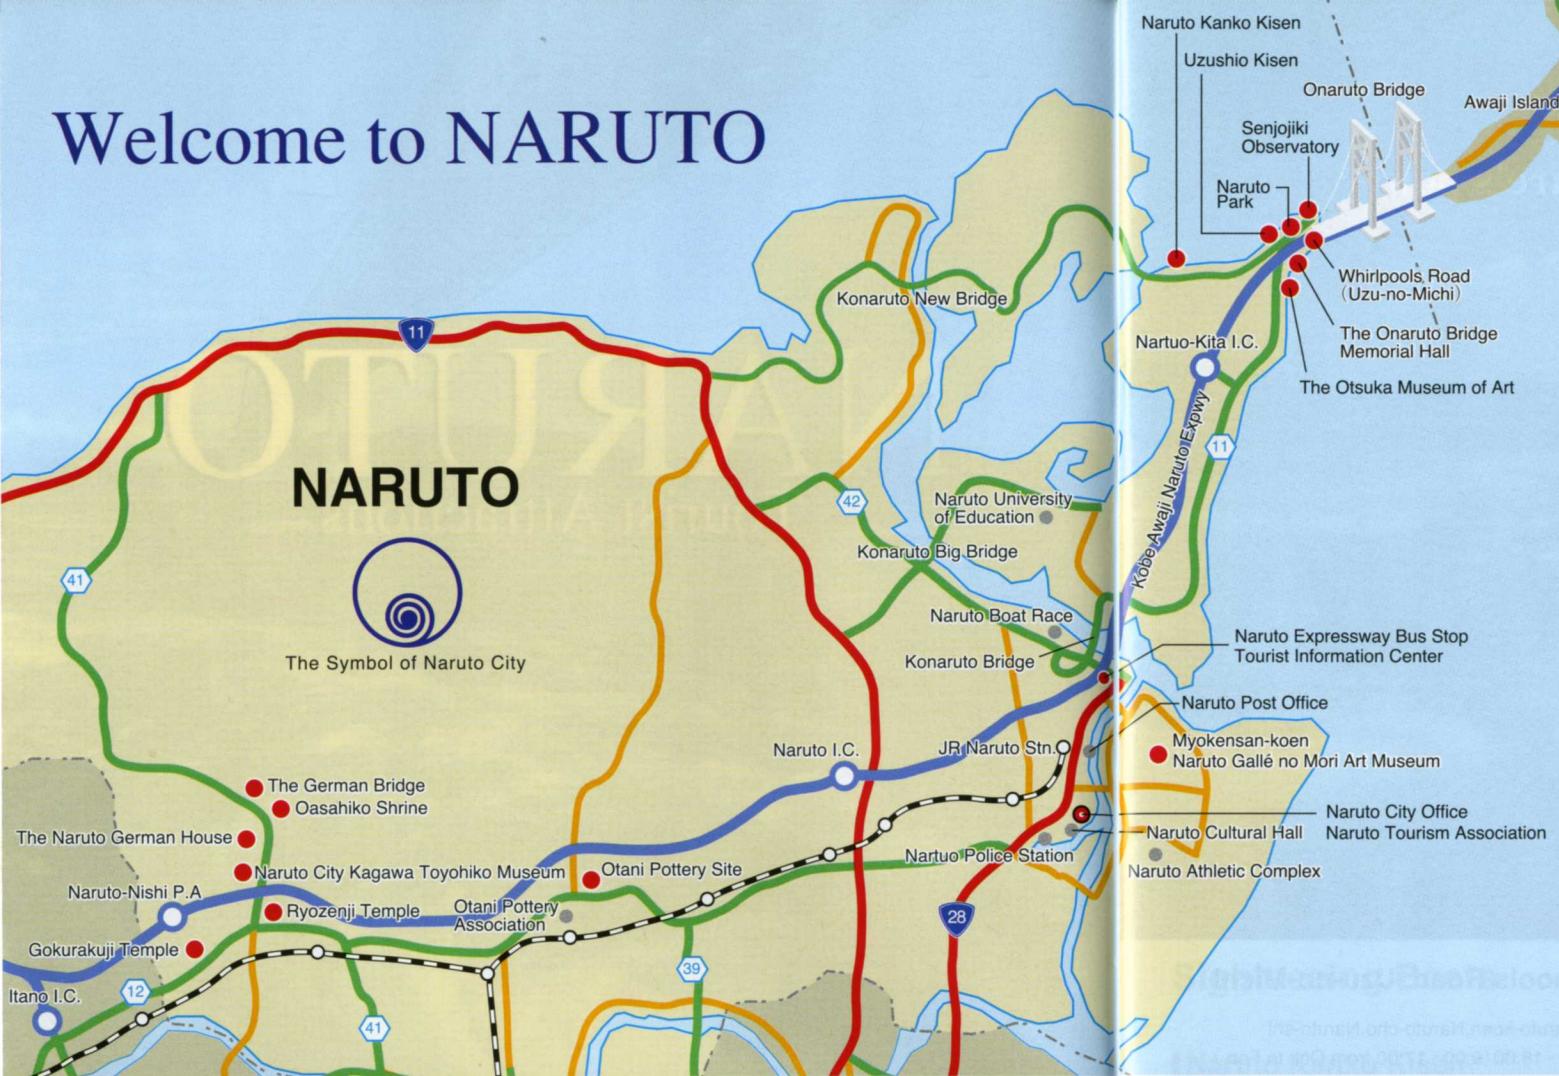 Welcome to NARUTO
Naruto Kanko Kisen
Uzushio Kisen
Onaruto Bridge
Awaji Island
Senjojiki
Observatory
Naruto
Park
Whirlpools Road
(Uzu-no-Michi)
The Onaruto Bridge
Memorial Hall
The Otsuka Museum of Art
Konaruto New Bridge
Nartuo-Kita I.C.
11
Kobe Awaji Naruto Expwy
11
NARUTO
The Symbol of Naruto City
42
Naruto University
of Education
Konaruto Big Bridge
41
Naruto Boat Race
Konaruto Bridge
Naruto Expressway Bus Stop
Tourist Information Center
Naruto Post Office
Naruto I.C.
JR Naruto Stn.
Myokensan-koen
Naruto Gallé no Mori Art Museum
The German Bridge
Oasahiko Shrine
The Naruto German House
Naruto City Office
Naruto Tourism Association
Naruto Cultural Hall
Nartuo Police Station
Naruto Athletic Complex
Naruto City Kagawa Toyohiko Museum
Otani Pottery Site
Naruto-Nishi P.A
Ryozenji Temple
Otani Pottery
Association
28
Gokurakuji Temple
39
Itano I.C.
12
41